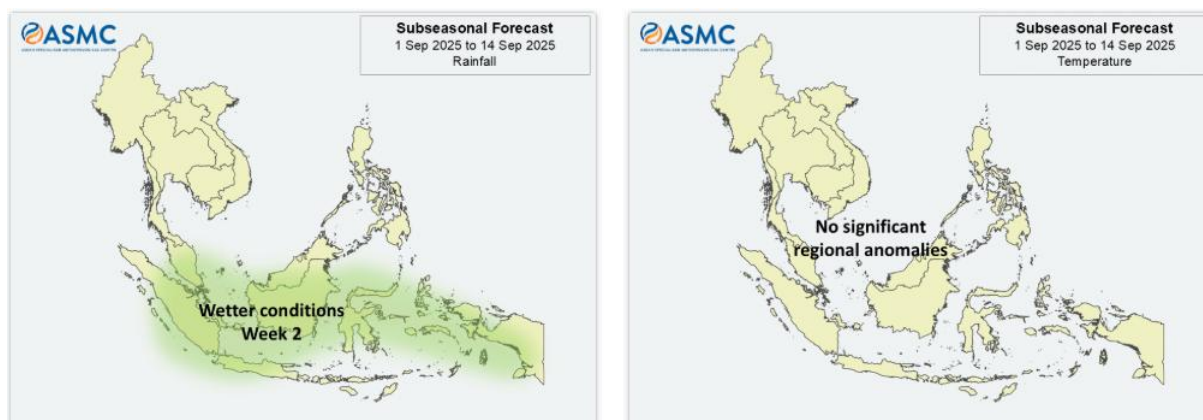 ASMC
Subseasonal Forecast
1 Sep 2025 to 14 Sep 2025
Rainfall
Wetter conditions
Week 2
ASMC
Subseasonal Forecast
1 Sep 2025 to 14 Sep 2025
Temperature
No significant
regional anomalies